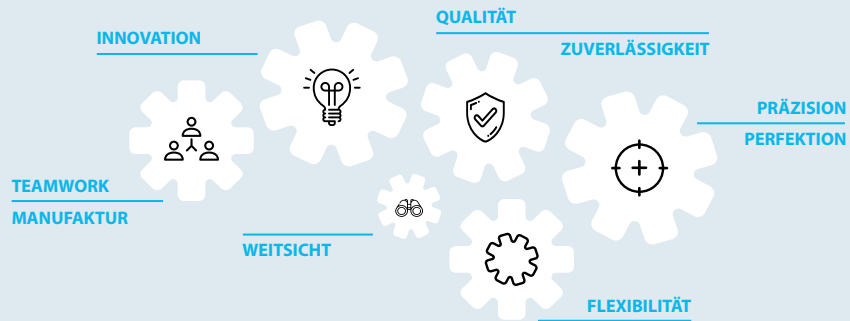 INNOVATION
QUALITÄT
ZUVERLÄSSIGKEIT
PRÄZISION
PERFEKTION
TEAMWORK
MANUFAKTUR
WEITSICHT
FLEXIBILITÄT